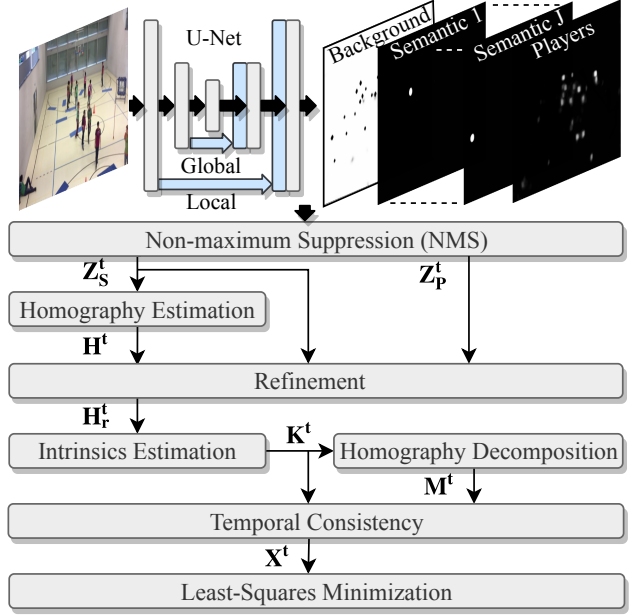 U-Net
Global
Local
Background
Semantic 1
Semantic J
Players
Non-maximum Suppression (NMS)
Z_S^t
Z_P^t
Homography Estimation
H^t
Refinement
H_r^t
Intrinsics Estimation
K^t
Homography Decomposition
M^t
Temporal Consistency
X^t
Least-Squares Minimization